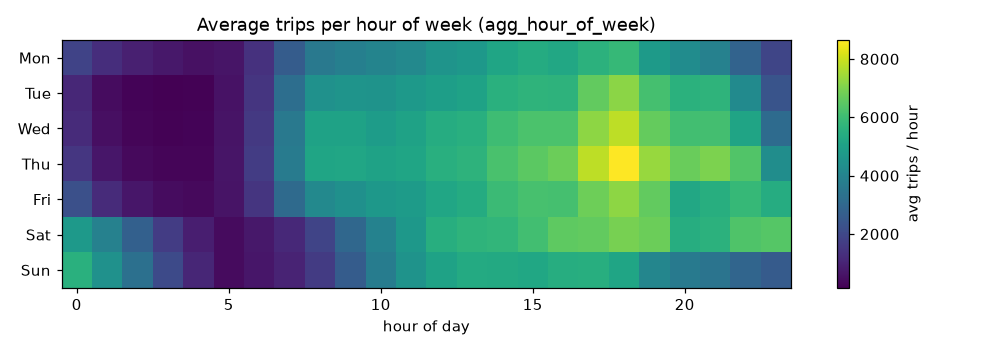 Average trips per hour of week (agg_hour_of_week)
Mon
Tue
Wed
Thu
Fri
Sat
Sun
0 5 10 15 20
hour of day
8000
6000
4000
2000
avg trips / hour